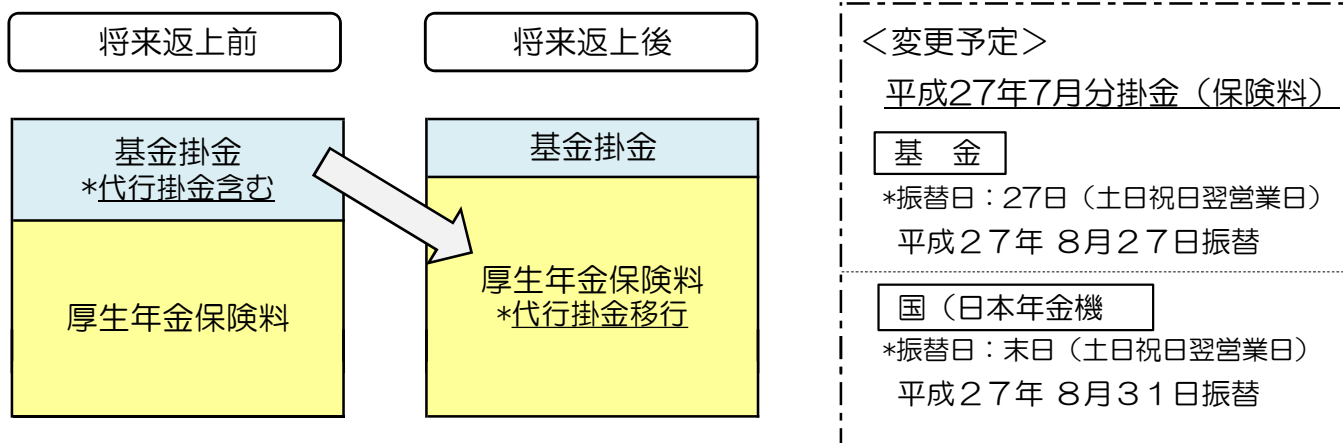 将来返上前
将来返上後
基金掛金
*代行掛金含む
厚生年金保険料
基金掛金
厚生年金保険料
*代行掛金移行
＜変更予定＞
平成27年7月分掛金（保険料）
基　金
*振替日：27日（土日祝日翌営業日）
平成２７年 ８月２７日振替
国（日本年金機
*振替日：末日（土日祝日翌営業日）
平成２７年 ８月３１日振替